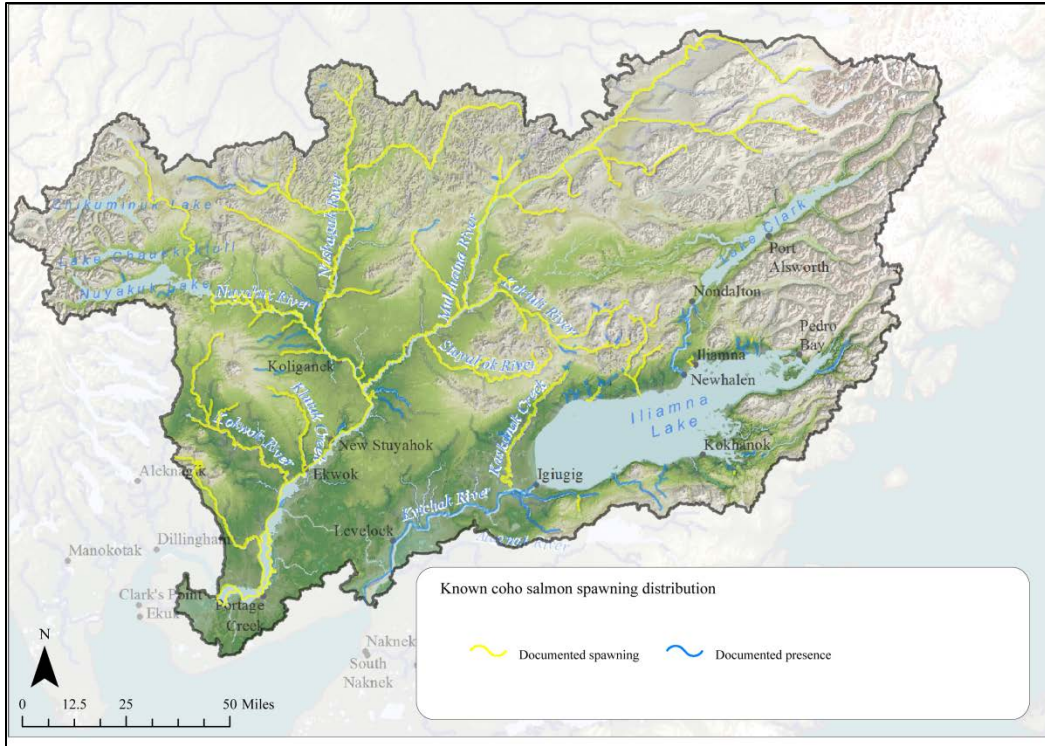 Chikuminuk Lake
Lake Chauekuktuli
Nuyakuk Lake
Nuyakuk River
Nushagak River
Mulchatna River
Koktuli River
Stuyahok River
Koliganek
Klutuk Creek
Kaskanak Creek
Kokwok River
New Stuyahok
Ekwok
Lake Clark
Port
Alsworth
Nondalton
Pedro
Bay
Iliamna
Newhalen
Iliamna
Lake
Kokhanok
Igiugig
Kvichak River
Levelock
Aleknagik
Manokotak
Dillingham
Clark's Point
Ekuk
Portage
Creek
Naknek
South
Naknek
Known coho salmon spawning distribution
Documented spawning
Documented presence
N
0 12.5 25 50 Miles